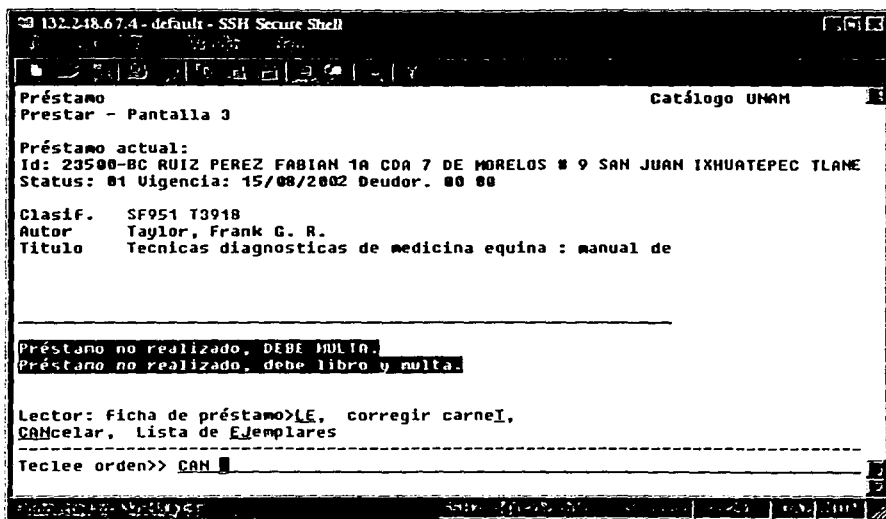 132.248.6.7.4 - default - SSH Secure Shell
Préstamo Catálogo UNAM
Prestar - Pantalla 3
Préstamo actual:
Id: 23500-BC RUIZ PEREZ FABIAN 1A CDA 7 DE MORELOS # 9 SAN JUAN IXHUATEPEC TLANE
Status: 01 Vigencia: 15/08/2002 Deudor. 00 00
Clasif. SF951 T3918
Autor Taylor, Frank G. R.
Titulo Tecnicas diagnosticas de medicina equina : manual de
Préstamo no realizado, DEBE MULTA.
Préstamo no realizado, debe libro y multa.
Lector: ficha de préstamo>LE, corregir carneT,
CANcelar, Lista de EJemplares
Teclee orden>> CAN